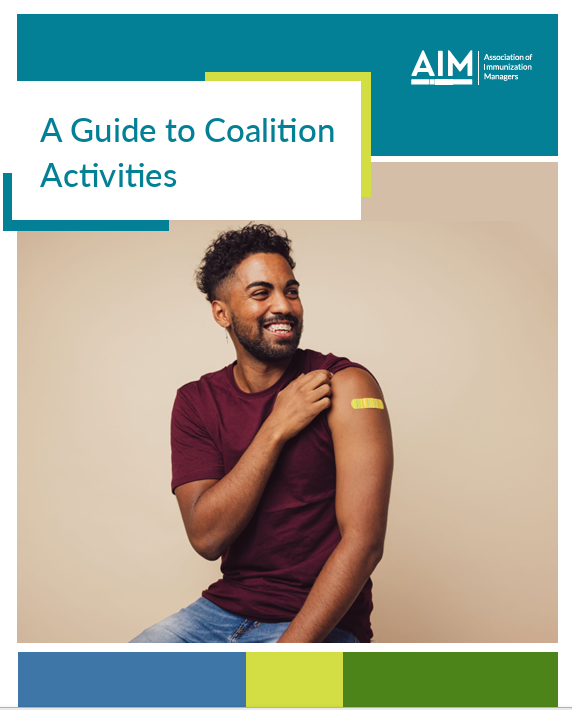 AIM
Association of
Immunization
Managers
A Guide to Coalition
Activities